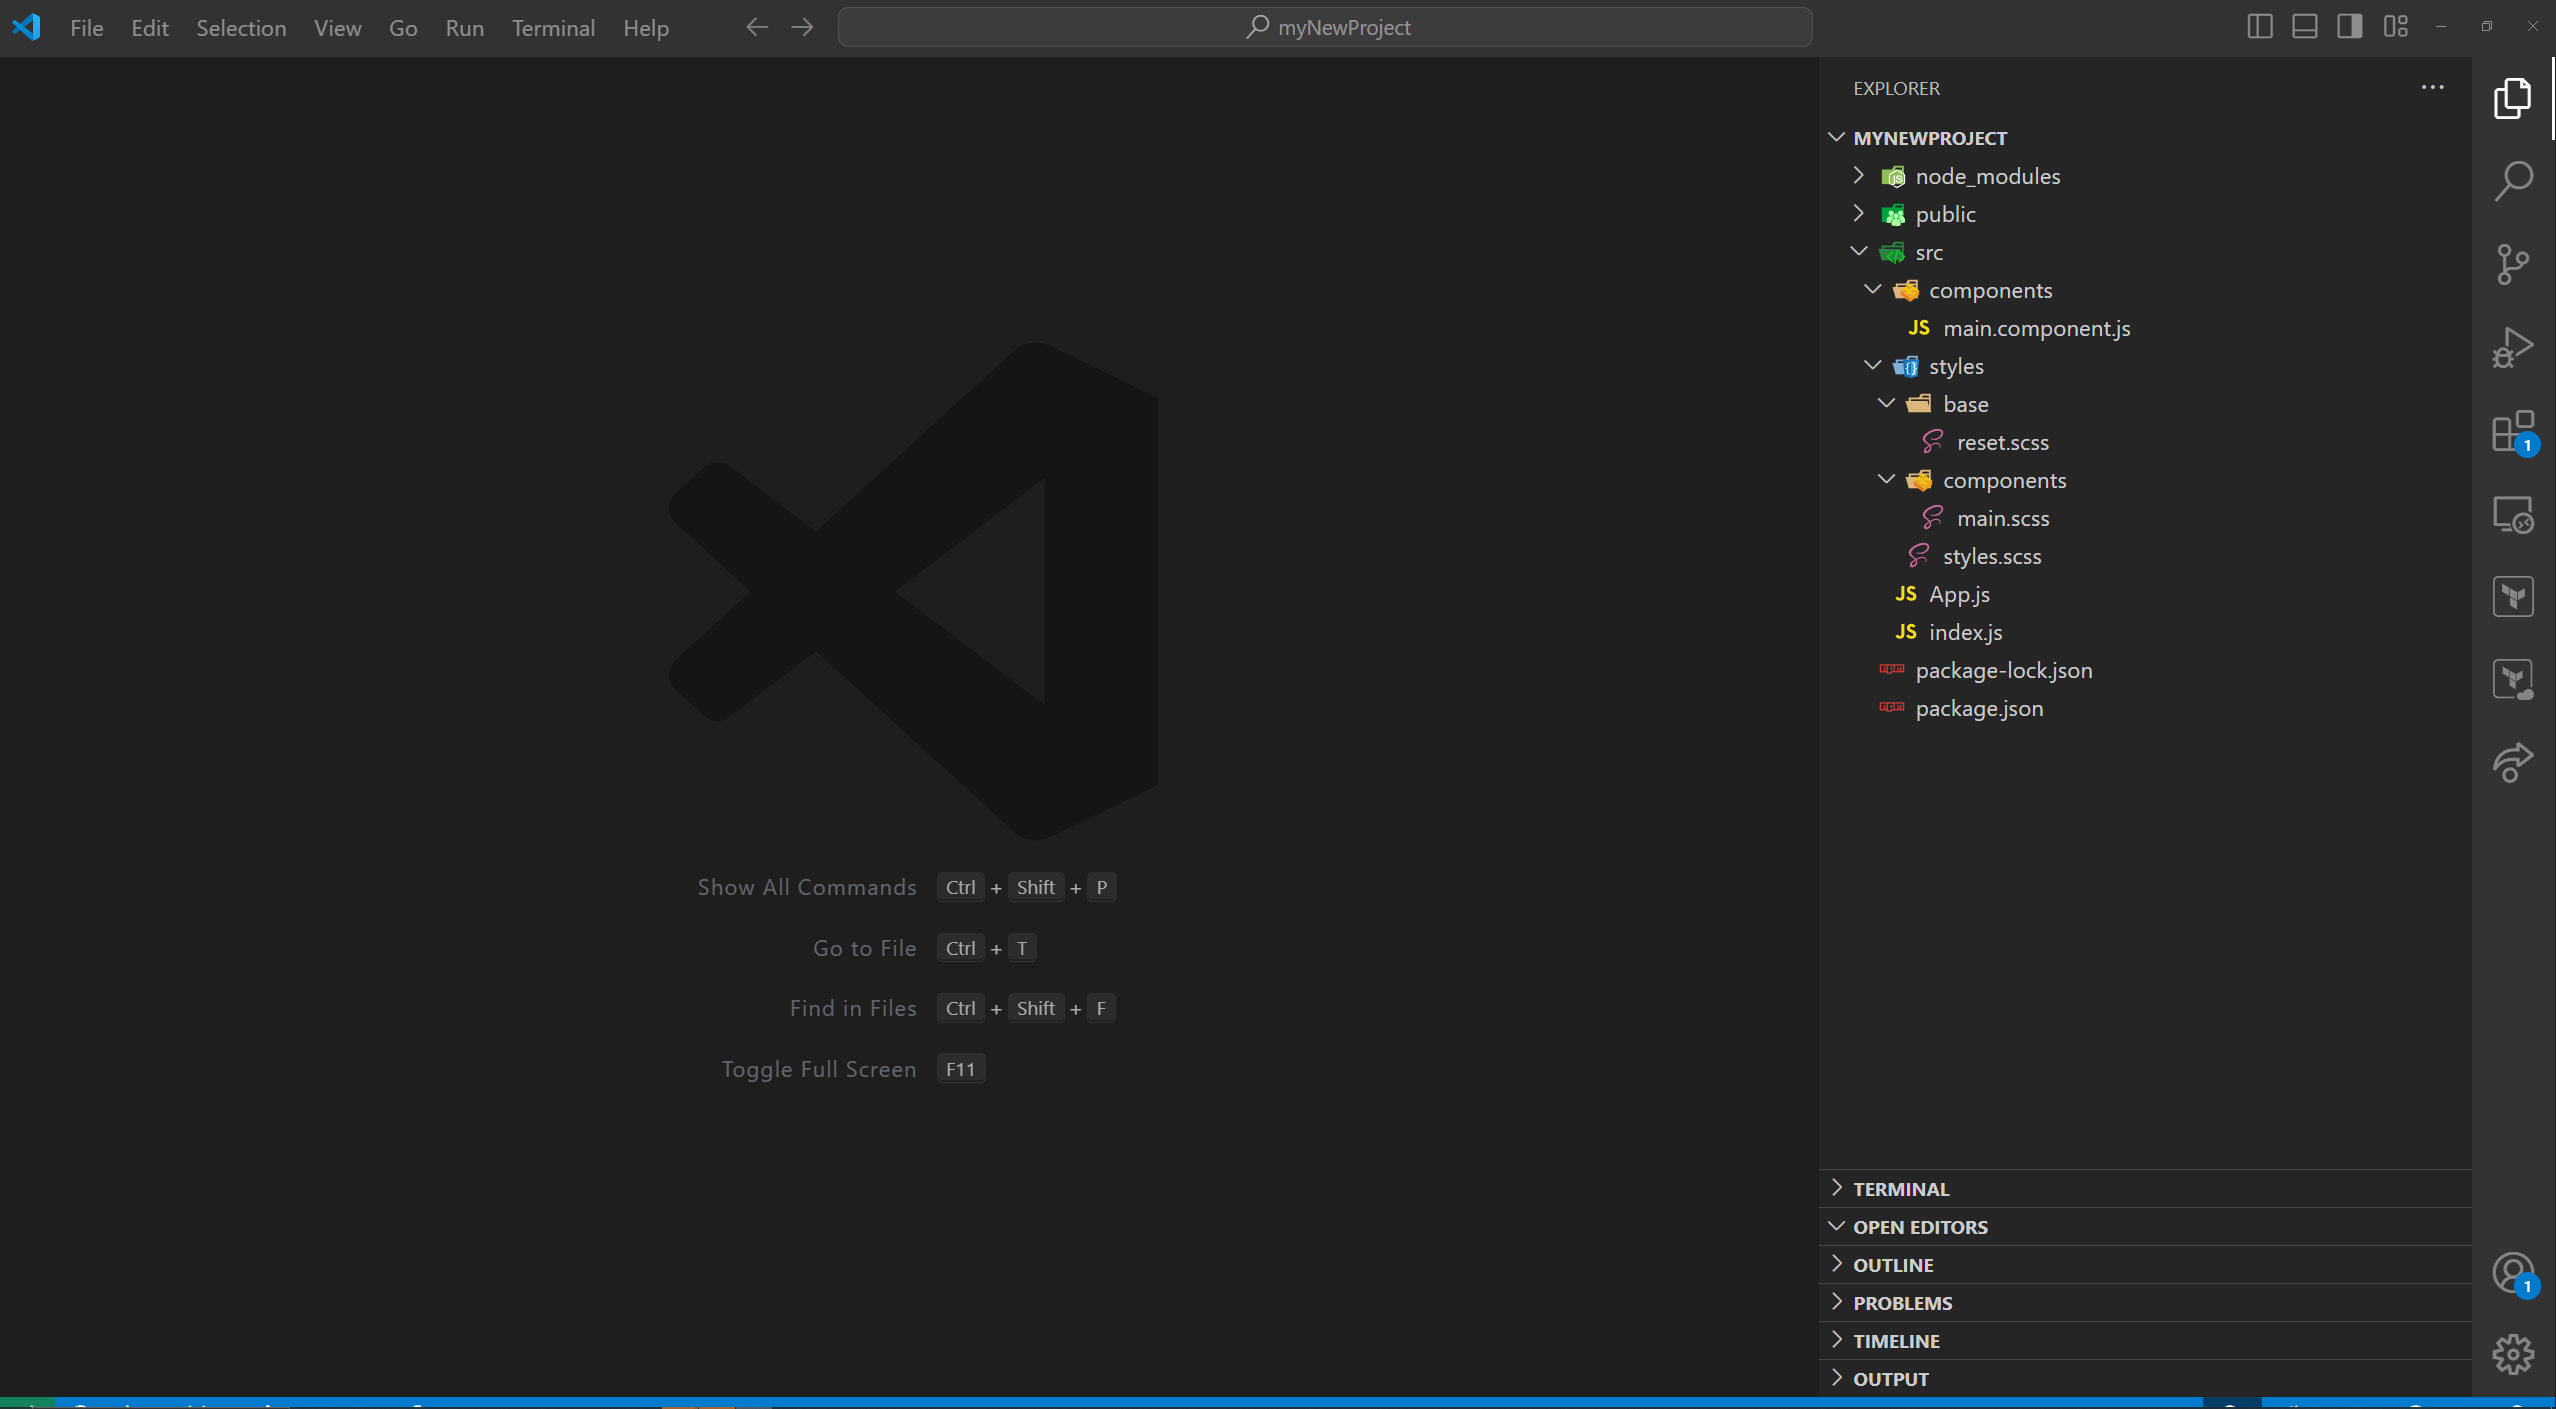 File Edit Selection View Go Run Terminal Help
myNewProject
EXPLORER
MYNEWPROJECT
node_modules
public
src
components
JS main.component.js
styles
base
reset.scss
components
main.scss
styles.scss
JS App.js
JS index.js
package-lock.json
package.json
Show All Commands Ctrl + Shift + P
Go to File Ctrl + T
Find in Files Ctrl + Shift + F
Toggle Full Screen F11
TERMINAL
OPEN EDITORS
OUTLINE
PROBLEMS
TIMELINE
OUTPUT
1
1